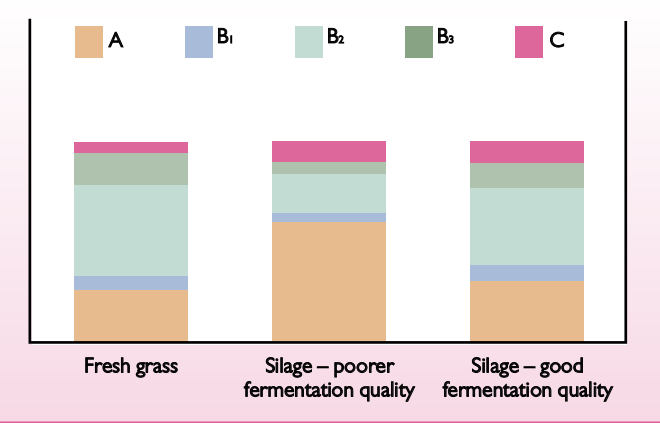 A B₁ B₂ B₃ C
Fresh grass
Silage – poorer
fermentation quality
Silage – good
fermentation quality